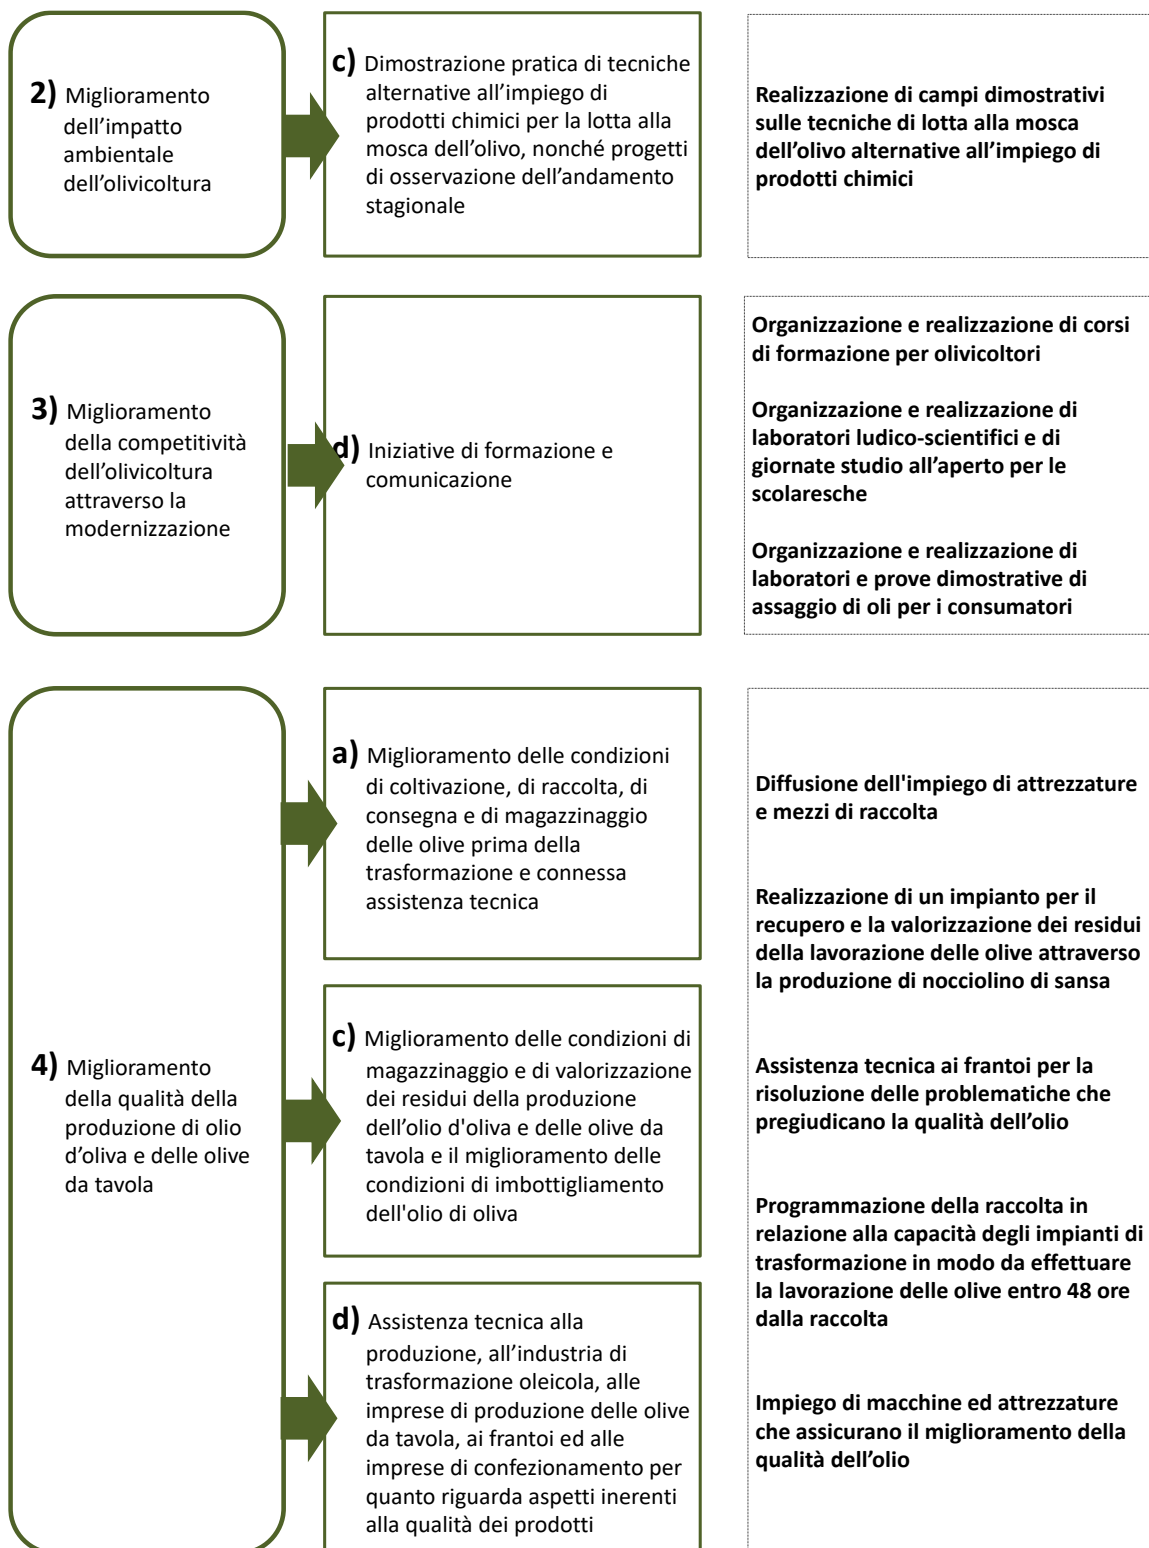 2) Miglioramento
dell’impatto
ambientale
dell’olivicoltura
c) Dimostrazione pratica di tecniche
alternative all’impiego di
prodotti chimici per la lotta alla
mosca dell’olivo, nonché progetti
di osservazione dell’andamento
stagionale
Realizzazione di campi dimostrativi
sulle tecniche di lotta alla mosca
dell’olivo alternative all’impiego di
prodotti chimici
3) Miglioramento
della competitività
dell’olivicoltura
attraverso la
modernizzazione
d) Iniziative di formazione e
comunicazione
Organizzazione e realizzazione di corsi
di formazione per olivicoltori
Organizzazione e realizzazione di
laboratori ludico-scientifici e di
giornate studio all’aperto per le
scolaresche
Organizzazione e realizzazione di
laboratori e prove dimostrative di
assaggio di oli per i consumatori
4) Miglioramento
della qualità della
produzione di olio
d’oliva e delle olive
da tavola
a) Miglioramento delle condizioni
di coltivazione, di raccolta, di
consegna e di magazzinaggio
delle olive prima della
trasformazione e connessa
assistenza tecnica
c) Miglioramento delle condizioni di
magazzinaggio e di valorizzazione
dei residui della produzione
dell’olio d'oliva e delle olive da
tavola e il miglioramento delle
condizioni di imbottigliamento
dell'olio di oliva
d) Assistenza tecnica alla
produzione, all’industria di
trasformazione oleicola, alle
imprese di produzione delle olive
da tavola, ai frantoi ed alle
imprese di confezionamento per
quanto riguarda aspetti inerenti
alla qualità dei prodotti
Diffusione dell'impiego di attrezzature
e mezzi di raccolta
Realizzazione di un impianto per il
recupero e la valorizzazione dei residui
della lavorazione delle olive attraverso
la produzione di nocciolino di sansa
Assistenza tecnica ai frantoi per la
risoluzione delle problematiche che
pregiudicano la qualità dell’olio
Programmazione della raccolta in
relazione alla capacità degli impianti di
trasformazione in modo da effettuare
la lavorazione delle olive entro 48 ore
dalla raccolta
Impiego di macchine ed attrezzature
che assicurano il miglioramento della
qualità dell’olio